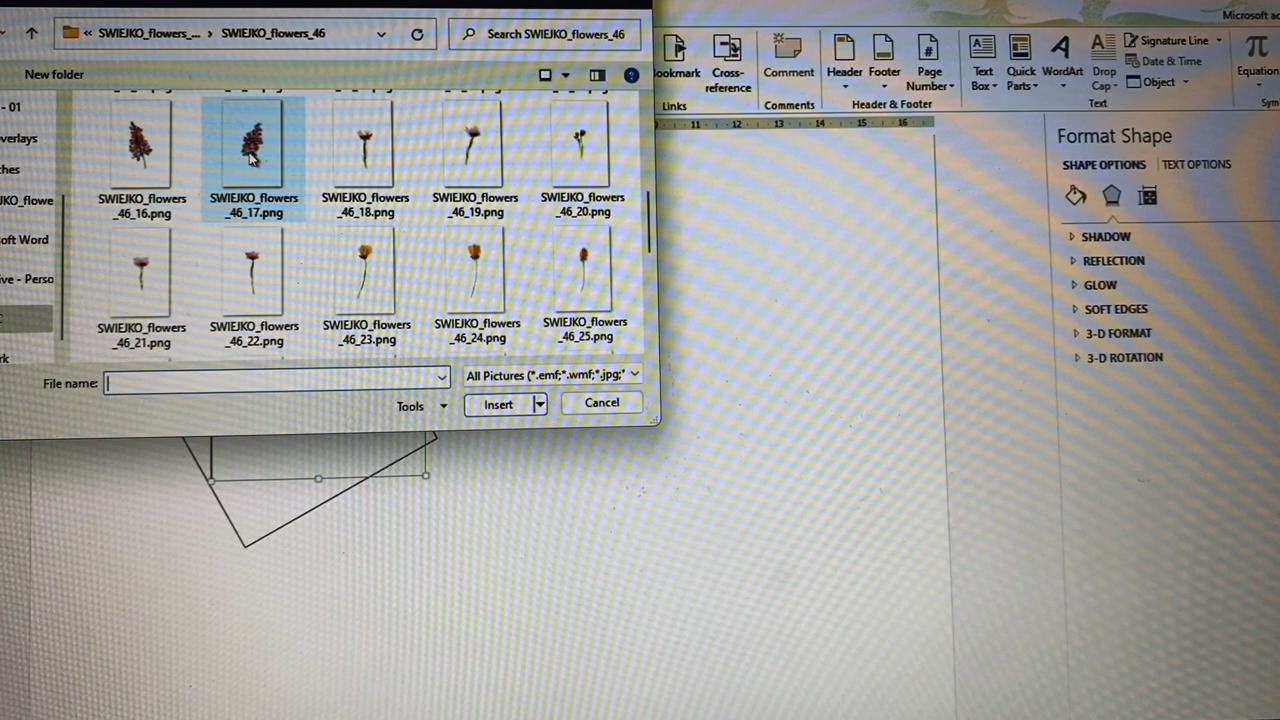 Microsoft ac
SWIEJKO_flowers_... › SWIEJKO_flowers_46
Search SWIEJKO_flowers_46
New folder
- 01
overlays
ches
JKO_flowe
soft Word
ive - Perso
rk
SWIEJKO_flowers
_46_16.png
SWIEJKO_flowers
_46_17.png
SWIEJKO_flowers
_46_18.png
SWIEJKO_flowers
_46_19.png
SWIEJKO_flowers
_46_20.png
SWIEJKO_flowers
_46_21.png
SWIEJKO_flowers
_46_22.png
SWIEJKO_flowers
_46_23.png
SWIEJKO_flowers
_46_24.png
SWIEJKO_flowers
_46_25.png
File name:
All Pictures (*.emf;*.wmf;*.jpg;*
Tools
Insert
Cancel
ookmark
Cross-
reference
Links
Comment
Comments
Header
Footer
Page
Number
Header & Footer
Text
Box
Quick
Parts
WordArt
Drop
Cap
Signature Line
Date & Time
Object
Text
π
Equation
Sym
11 12 13 14 15 16
Format Shape
SHAPE OPTIONS TEXT OPTIONS
SHADOW
REFLECTION
GLOW
SOFT EDGES
3-D FORMAT
3-D ROTATION